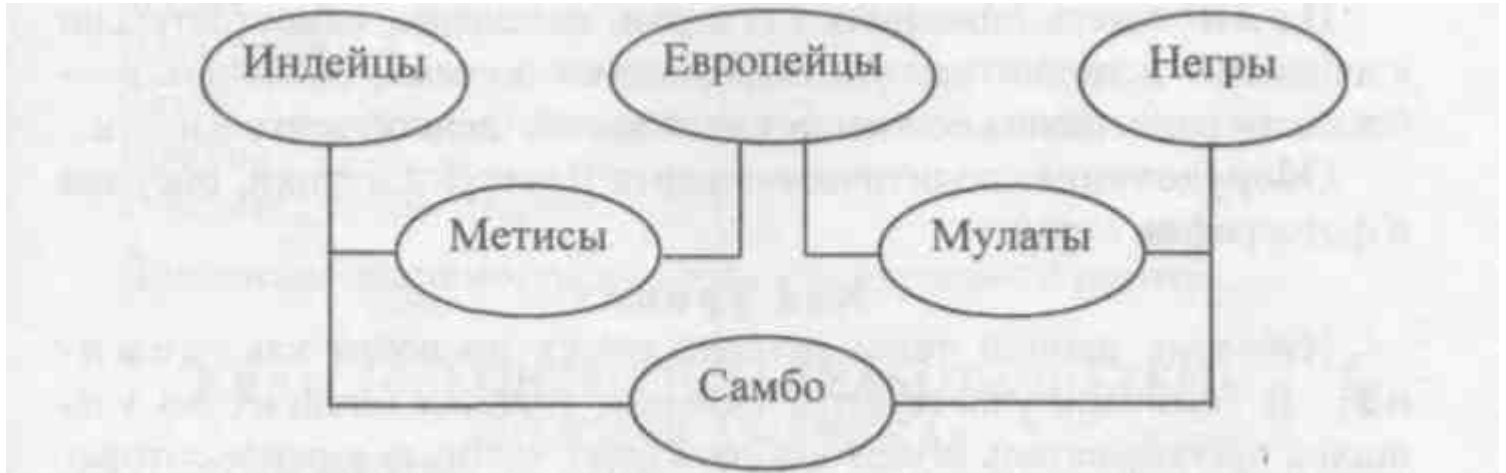 Индейцы
Европейцы
Негры
Метисы
Мулаты
Самбо